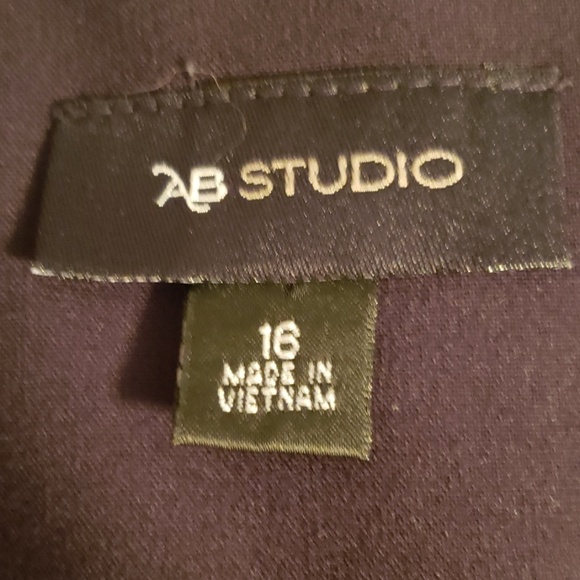 AB STUDIO
16
MADE IN
VIETNAM